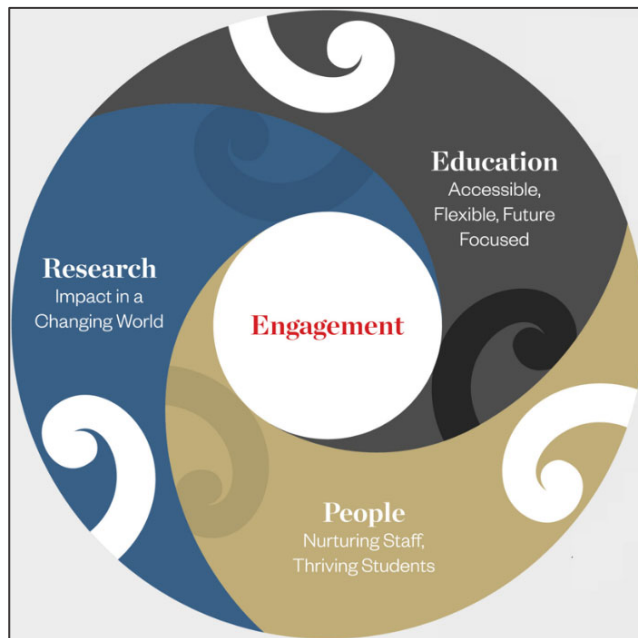 Education
Accessible,
Flexible, Future
Focused
Research
Impact in a
Changing World
Engagement
People
Nurturing Staff,
Thriving Students